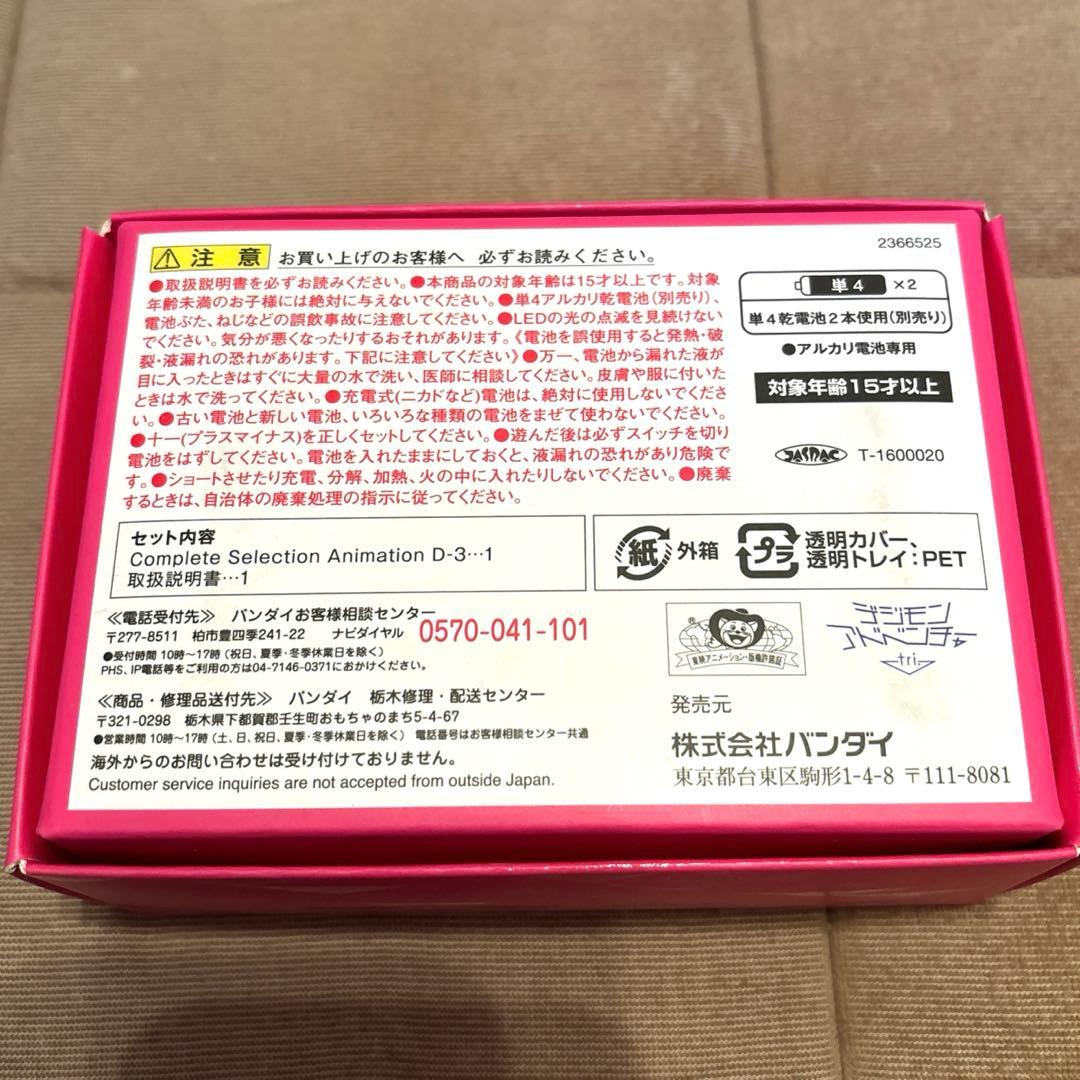 2366525
⚠ 注意 お買い上げのお客様へ 必ずお読みください。
●取扱説明書を必ずお読みください。●本商品の対象年齢は15才以上です。対象
年齢未満のお子様には絶対に与えないでください。●単4アルカリ乾電池(別売り)、
電池ぶた、ねじなどの誤飲事故に注意してください。●LEDの光の点滅を見続けない
でください。気分が悪くなったりするおそれがあります。《電池を誤使用すると発熱・破
裂・液漏れの恐れがあります。下記に注意してください》●万一、電池から漏れた液が
目に入ったときはすぐに大量の水で洗い、医師に相談してください。皮膚や服に付いた
ときは水で洗ってください。●充電式(ニカドなど)電池は、絶対に使用しないでくださ
い。●古い電池と新しい電池、いろいろな種類の電池をまぜて使わないでください。
●+−(プラスマイナス)を正しくセットしてください。●遊んだ後は必ずスイッチを切り
電池をはずしてください。電池を入れたままにしておくと、液漏れの恐れがあり危険で
す。●ショートさせたり充電、分解、加熱、火の中に入れたりしないでください。●廃棄
するときは、自治体の廃棄処理の指示に従ってください。
単4 ×2
単4乾電池2本使用(別売り)
●アルカリ電池専用
対象年齢15才以上
JASRAC T-1600020
セット内容
Complete Selection Animation D-3…1
取扱説明書…1
紙 外箱
プラ 透明カバー、
透明トレイ:PET
≪電話受付先≫ バンダイお客様相談センター
〒277-8511 柏市豊四季241-22 ナビダイヤル 0570-041-101
●受付時間 10時〜17時(祝日、夏季・冬季休業日を除く)
PHS、IP電話等をご利用の方は04-7146-0371におかけください。
≪商品・修理品送付先≫ バンダイ 栃木修理・配送センター
〒321-0298 栃木県下都賀郡壬生町おもちゃのまち5-4-67
●営業時間 10時〜17時(土、日、祝日、夏季・冬季休業日を除く) 電話番号はお客様相談センター共通
海外からのお問い合わせは受け付けておりません。
Customer service inquiries are not accepted from outside Japan.
®
東映アニメーション・版権許諾証
デジモン
アドベンチャー
tri.
発売元
株式会社バンダイ
東京都台東区駒形1-4-8 〒111-8081